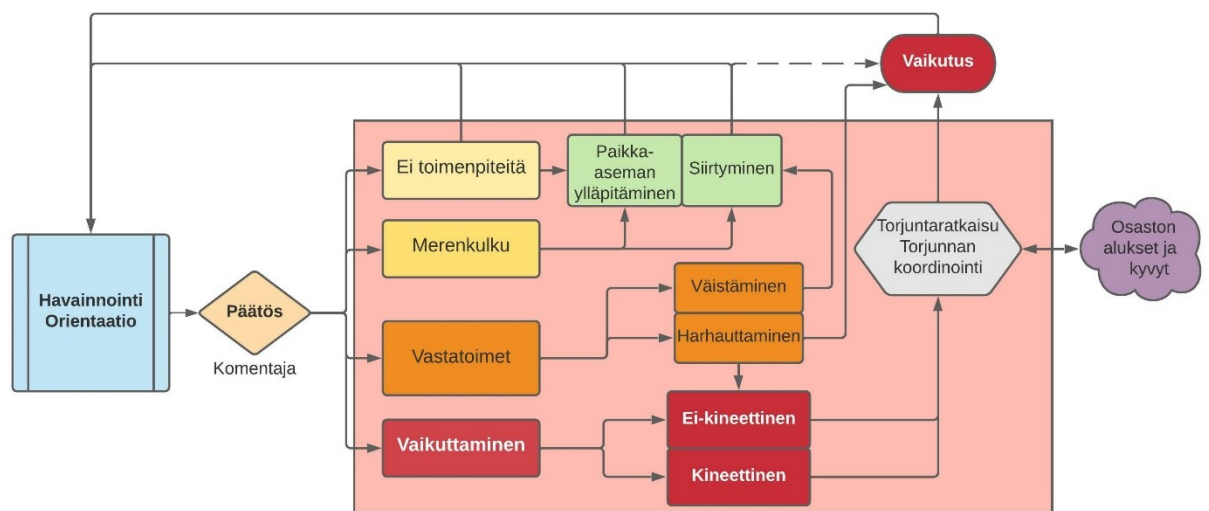 Vaikutus
Ei toimenpiteitä
Paikka-
aseman
ylläpitäminen
Siirtyminen
Havainnointi
Orientaatio
Päätös
Komentaja
Merenkulku
Torjuntaratkaisu
Torjunnan
koordinointi
Osaston
alukset ja
kyvyt
Vastatoimet
Väistäminen
Harhauttaminen
Vaikuttaminen
Ei-kineettinen
Kineettinen